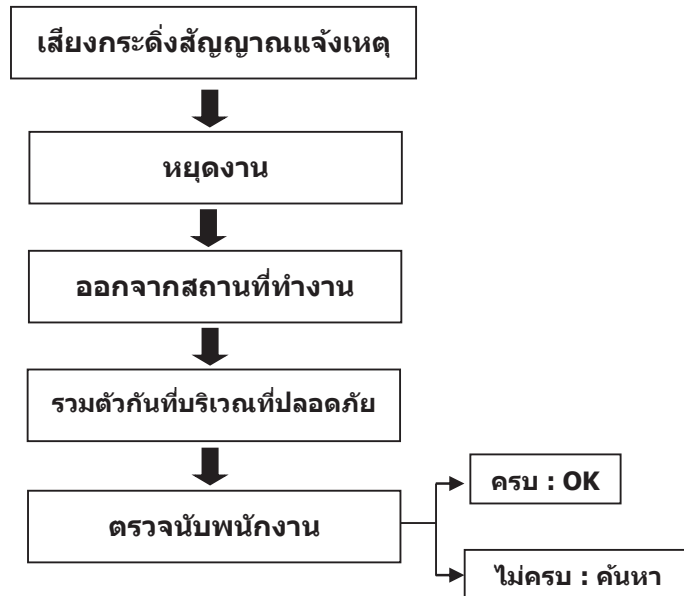 เสียงกระดิ่งสัญญาณแจ้งเหตุ
หยุดงาน
ออกจากสถานที่ทำงาน
รวมตัวกันที่บริเวณที่ปลอดภัย
ตรวจนับพนักงาน
ครบ : OK
ไม่ครบ : ค้นหา